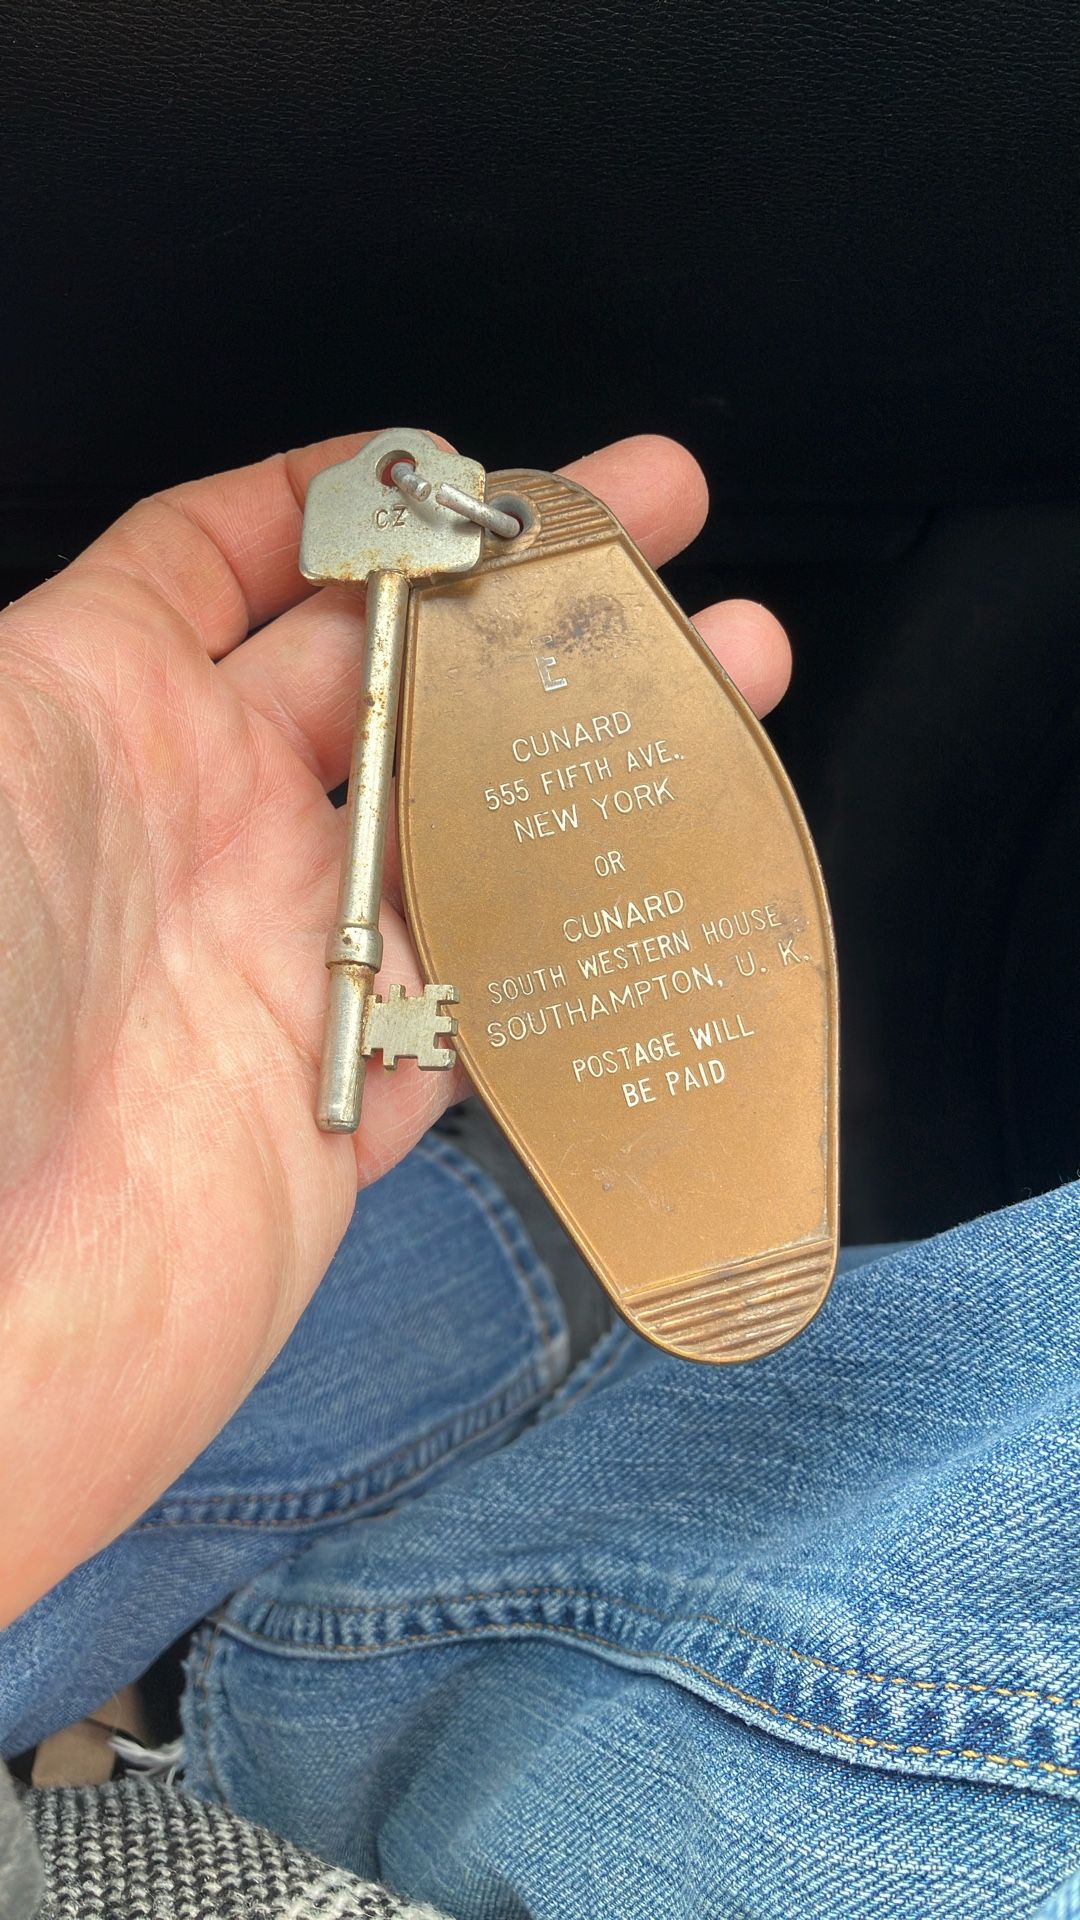 CZ
E
CUNARD
555 FIFTH AVE.,
NEW YORK
OR
CUNARD
SOUTH WESTERN HOUSE
SOUTHAMPTON, U. K.
POSTAGE WILL
BE PAID